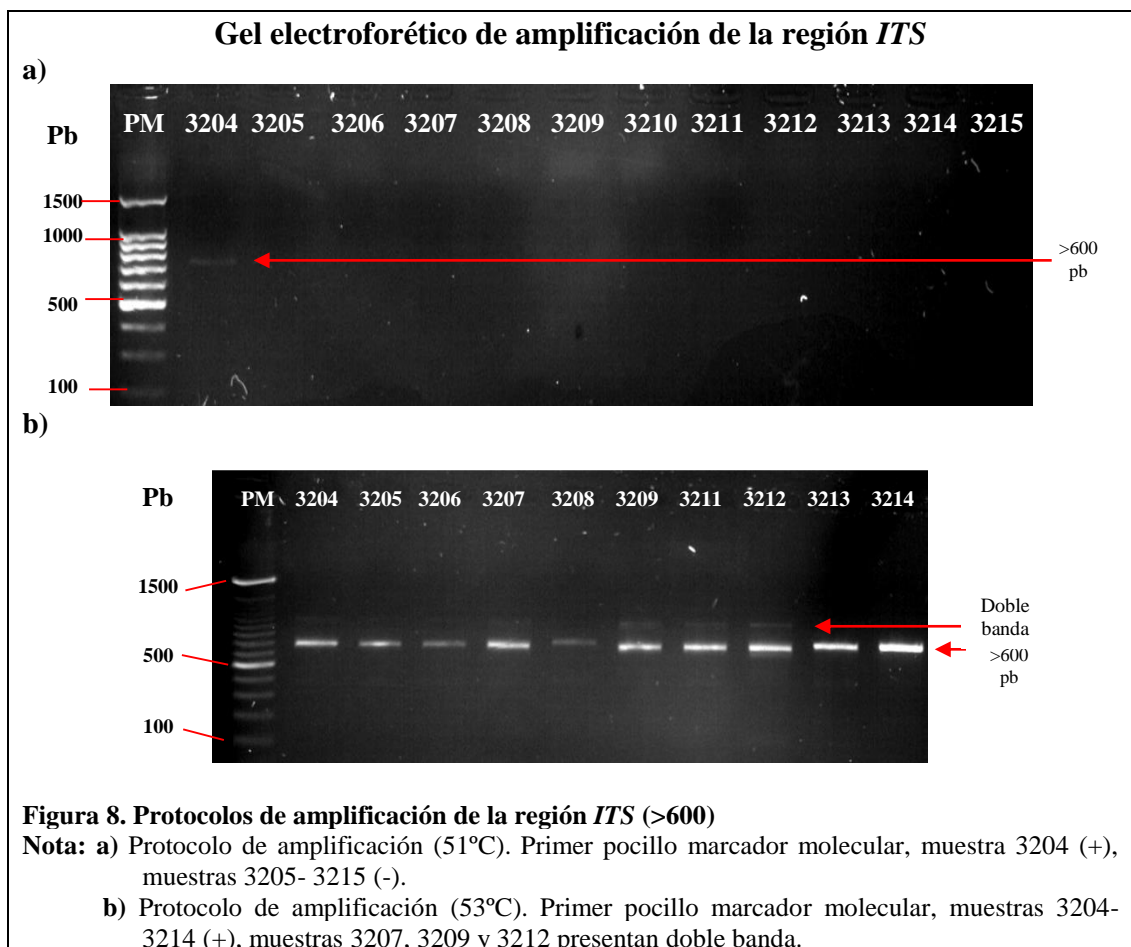 Gel electroforético de amplificación de la región ITS
a)
Pb PM 3204 3205 3206 3207 3208 3209 3210 3211 3212 3213 3214 3215
1500
1000
>600
pb
500
100
b)
Pb PM 3204 3205 3206 3207 3208 3209 3211 3212 3213 3214
1500
Doble
banda
500
>600
pb
100
Figura 8. Protocolos de amplificación de la región ITS (>600)
Nota: a) Protocolo de amplificación (51ºC). Primer pocillo marcador molecular, muestra 3204 (+),
muestras 3205- 3215 (-).
b) Protocolo de amplificación (53ºC). Primer pocillo marcador molecular, muestras 3204-
3214 (+), muestras 3207, 3209 y 3212 presentan doble banda.